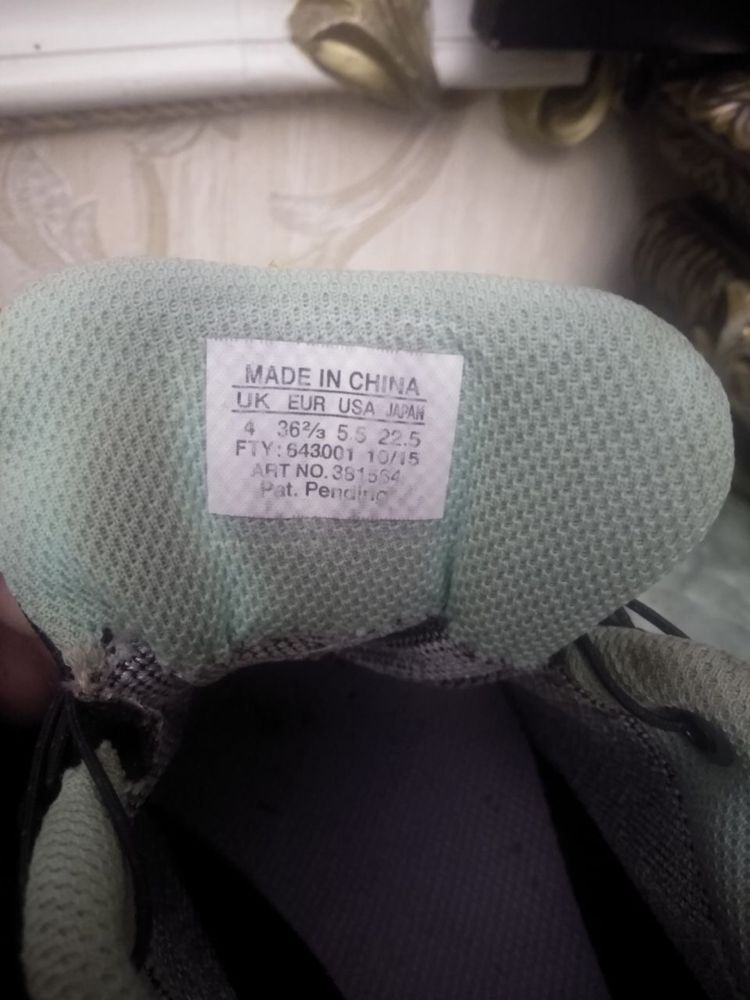 MADE IN CHINA
UK EUR USA JAPAN
4 36⅔ 5.5 22.5
FTY: 643001 10/15
ART NO. 381564
Pat. Pending